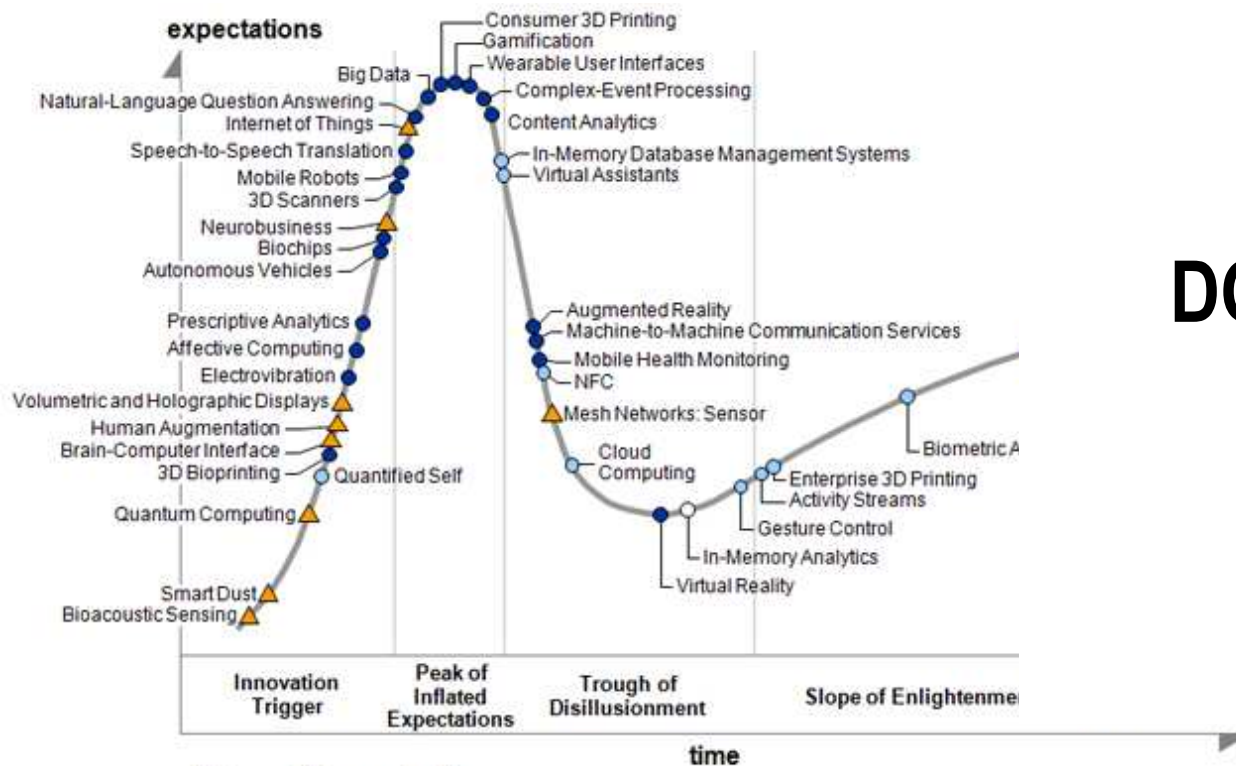 expectations
Consumer 3D Printing
Gamification
Wearable User Interfaces
Big Data
Complex-Event Processing
Natural-Language Question Answering
Internet of Things
Content Analytics
Speech-to-Speech Translation
In-Memory Database Management Systems
Mobile Robots
Virtual Assistants
3D Scanners
Neurobusiness
Biochips
Autonomous Vehicles
Augmented Reality
Prescriptive Analytics
Machine-to-Machine Communication Services
Affective Computing
Mobile Health Monitoring
Electrovibration
NFC
Volumetric and Holographic Displays
Mesh Networks: Sensor
Human Augmentation
Brain-Computer Interface
Cloud
Computing
Biometric A
3D Bioprinting
Quantified Self
Enterprise 3D Printing
Activity Streams
Quantum Computing
Gesture Control
In-Memory Analytics
Virtual Reality
Smart Dust
Bioacoustic Sensing
Innovation
Trigger
Peak of
Inflated
Expectations
Trough of
Disillusionment
Slope of Enlightenme
time